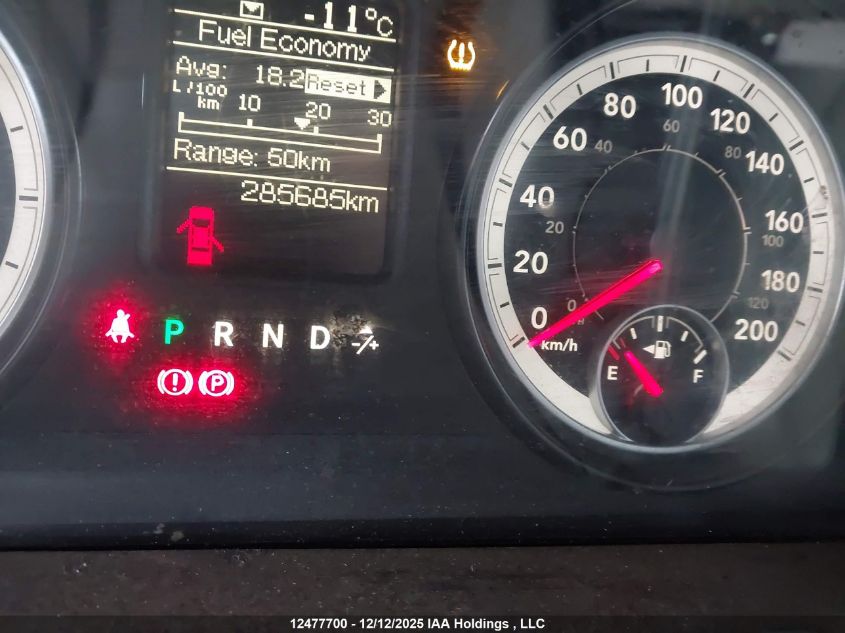 -11°C
Fuel Economy
Avg: 18.2 Reset
L/100 km
10 20 30
Range: 50km
285685km
P R N D -/+
! P
0 20 40 60 80 100 120 140 160 180 200
20 40 60 80 100 120
km/h
E F
12477700 - 12/12/2025 IAA Holdings , LLC